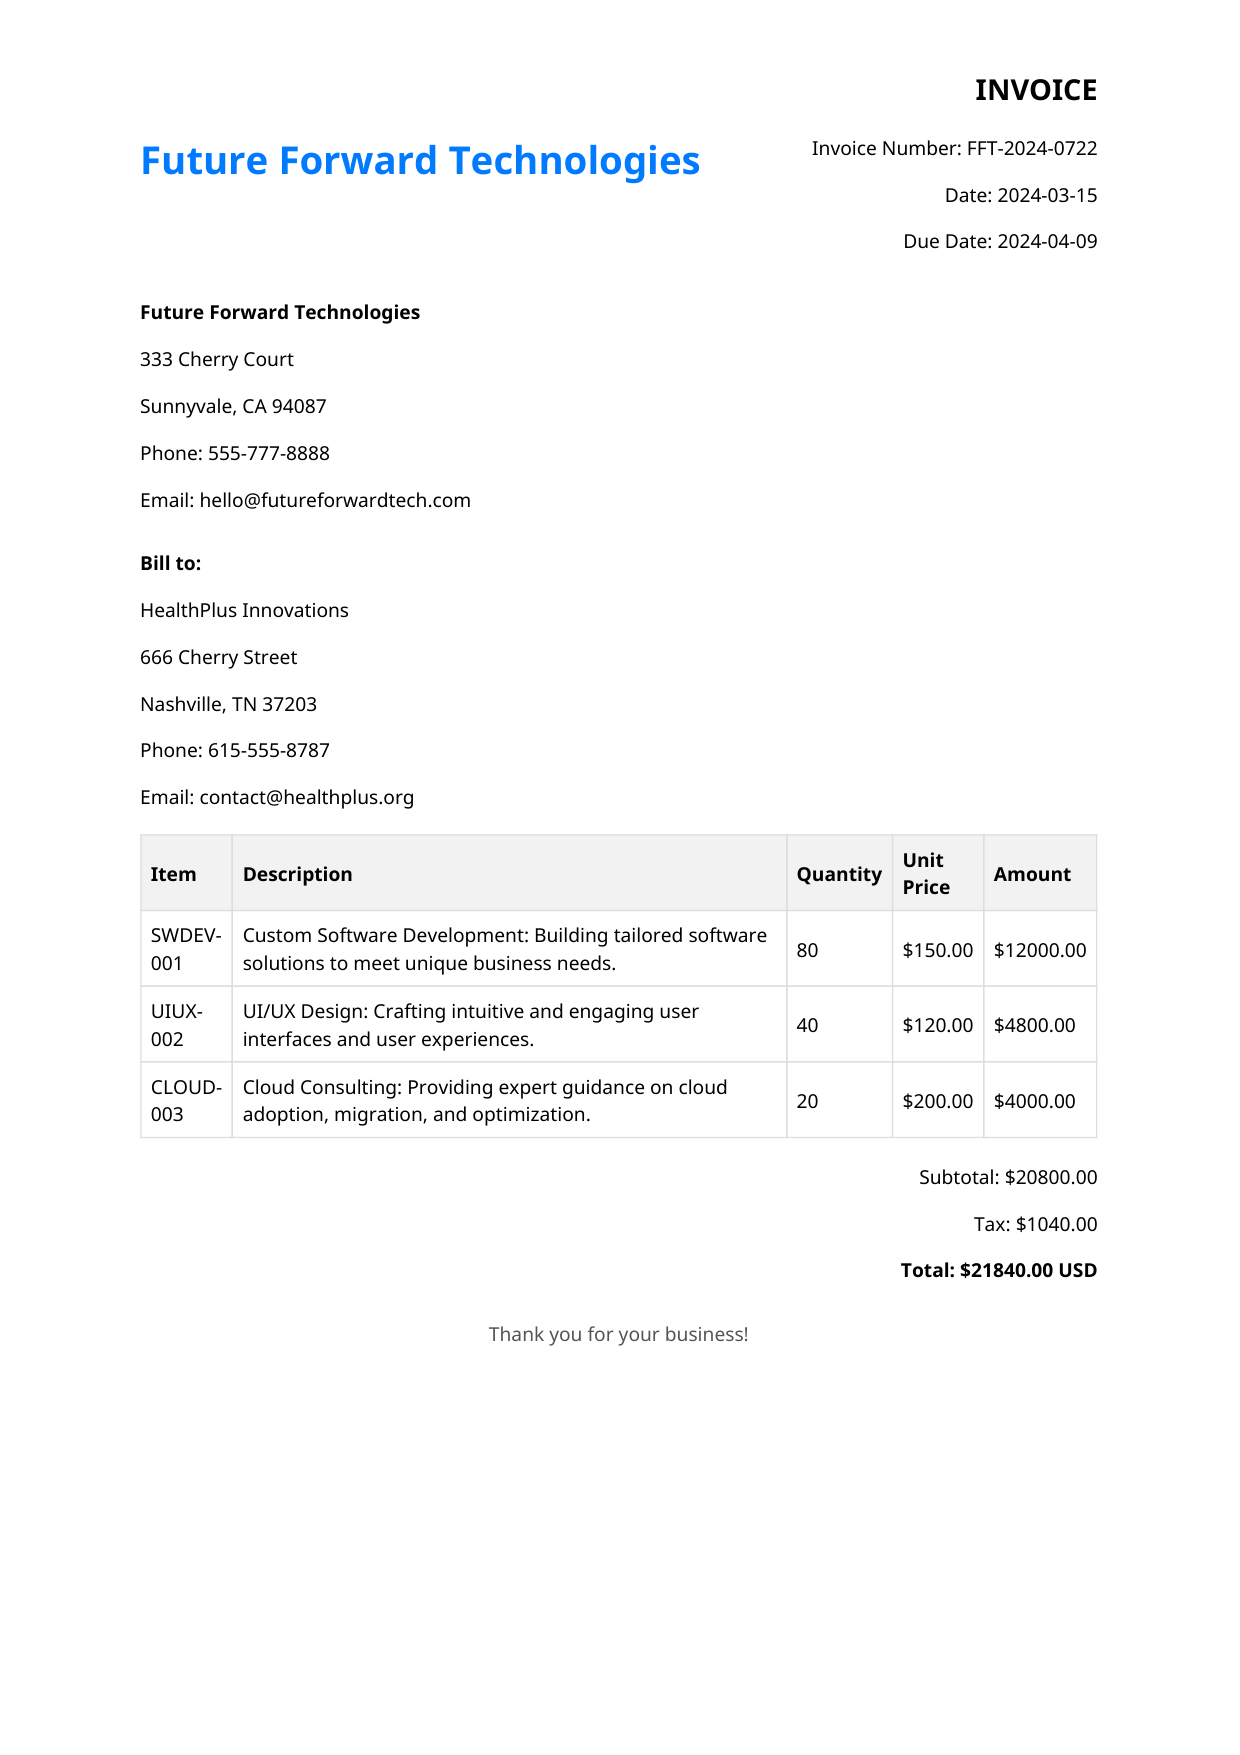 INVOICE
Future Forward Technologies
Invoice Number: FFT-2024-0722
Date: 2024-03-15
Due Date: 2024-04-09
Future Forward Technologies
333 Cherry Court
Sunnyvale, CA 94087
Phone: 555-777-8888
Email: hello@futureforwardtech.com
Bill to:
HealthPlus Innovations
666 Cherry Street
Nashville, TN 37203
Phone: 615-555-8787
Email: contact@healthplus.org
Item Description Quantity Unit Price Amount
SWDEV-001 Custom Software Development: Building tailored software solutions to meet unique business needs. 80 $150.00 $12000.00
UIUX-002 UI/UX Design: Crafting intuitive and engaging user interfaces and user experiences. 40 $120.00 $4800.00
CLOUD-003 Cloud Consulting: Providing expert guidance on cloud adoption, migration, and optimization. 20 $200.00 $4000.00
Subtotal: $20800.00
Tax: $1040.00
Total: $21840.00 USD
Thank you for your business!